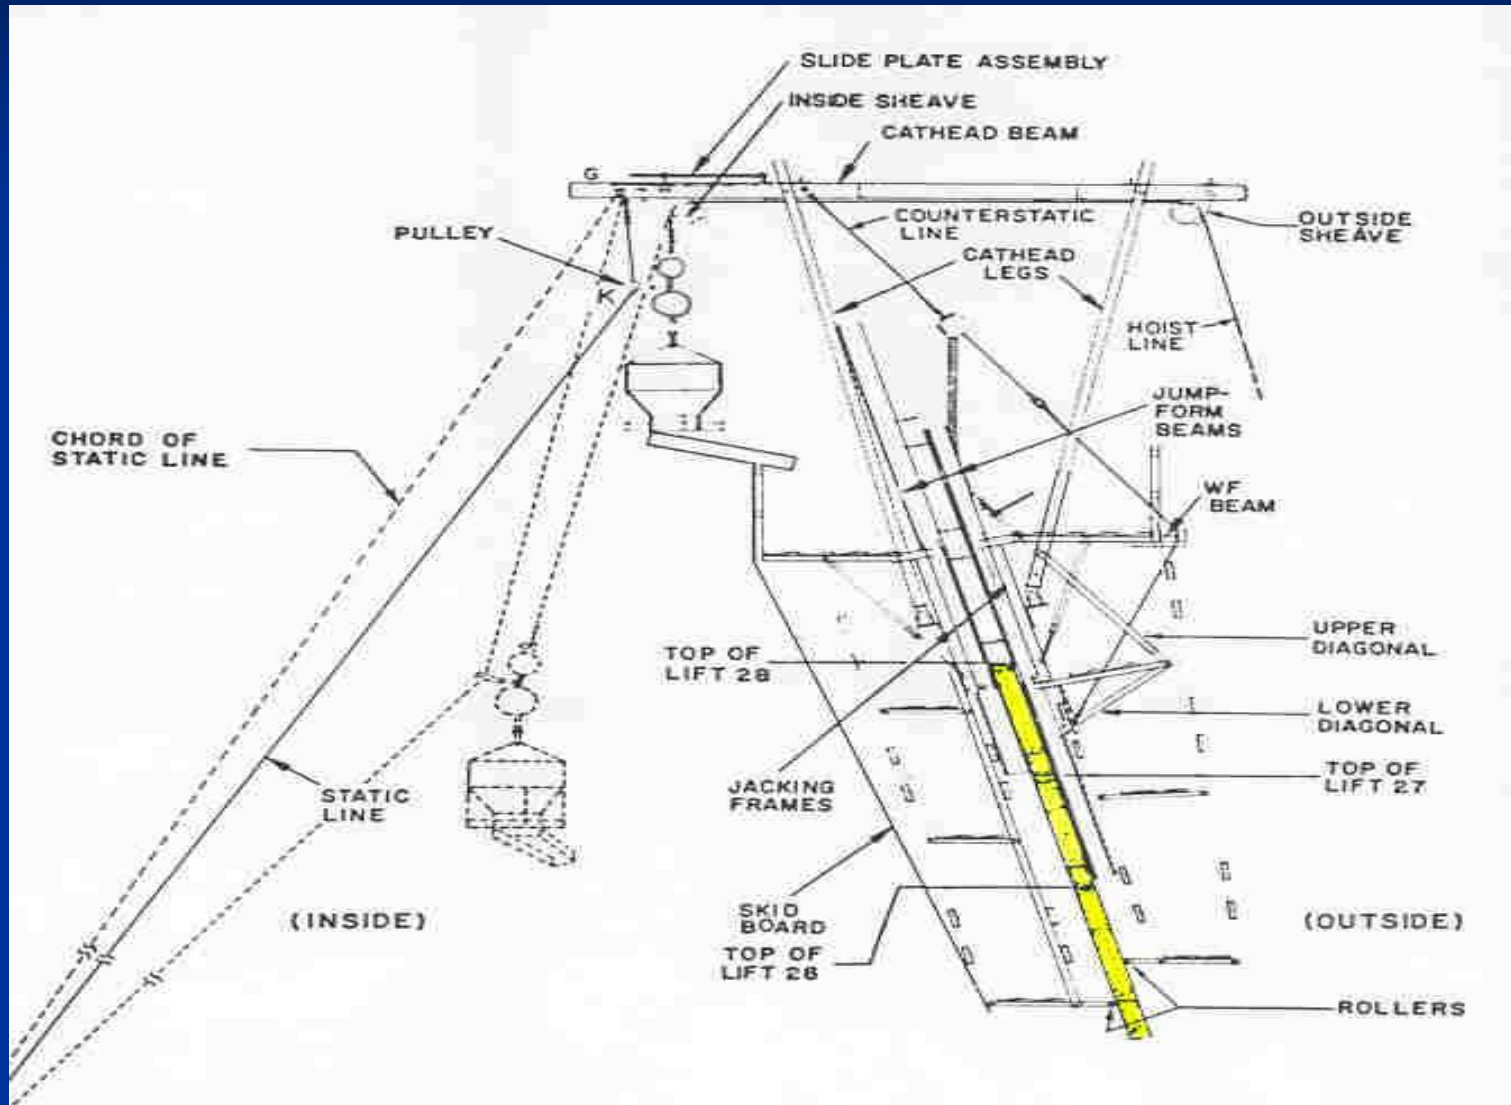 SLIDE PLATE ASSEMBLY
INSIDE SHEAVE
CATHEAD BEAM
G
COUNTERSTATIC
LINE
OUTSIDE
SHEAVE
PULLEY
CATHEAD
LEGS
K
HOIST
LINE
JUMP-
FORM
BEAMS
CHORD OF
STATIC LINE
WF
BEAM
UPPER
DIAGONAL
TOP OF
LIFT 28
LOWER
DIAGONAL
JACKING
FRAMES
TOP OF
LIFT 27
STATIC
LINE
SKID
BOARD
(INSIDE)
(OUTSIDE)
TOP OF
LIFT 26
ROLLERS